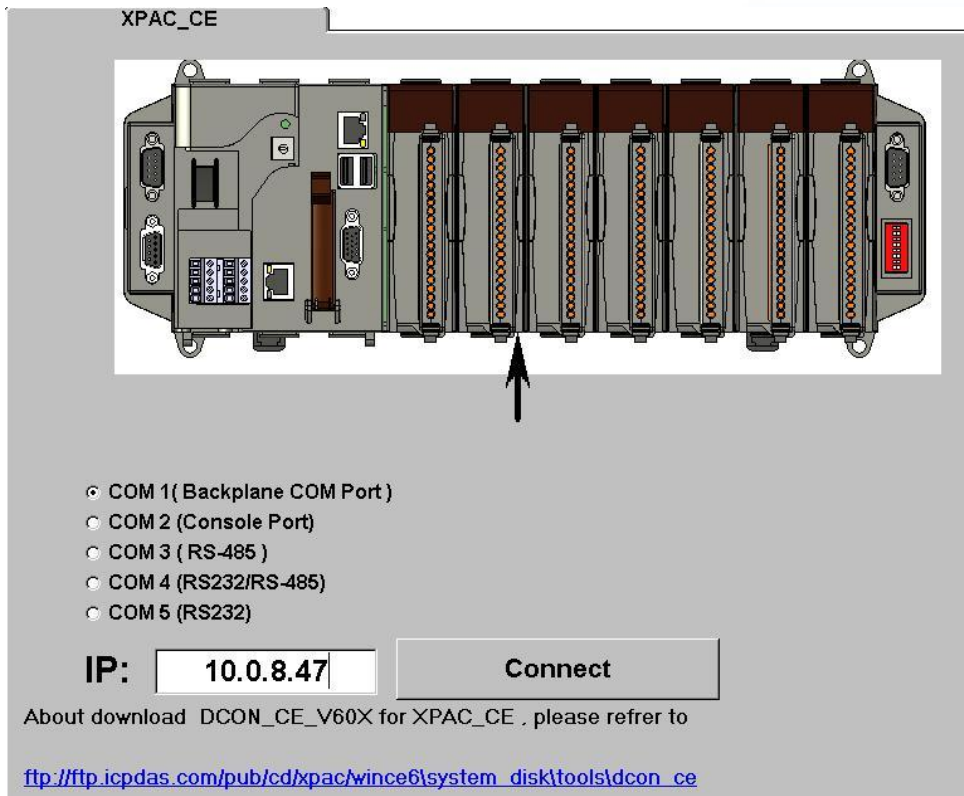 XPAC_CE
COM 1( Backplane COM Port )
COM 2 (Console Port)
COM 3 ( RS-485 )
COM 4 (RS232/RS-485)
COM 5 (RS232)
IP: 10.0.8.47 Connect
About download DCON_CE_V60X for XPAC_CE , please refrer to
ftp://ftp.icpdas.com/pub/cd/xpac/wince6\system_disk\tools\dcon_ce